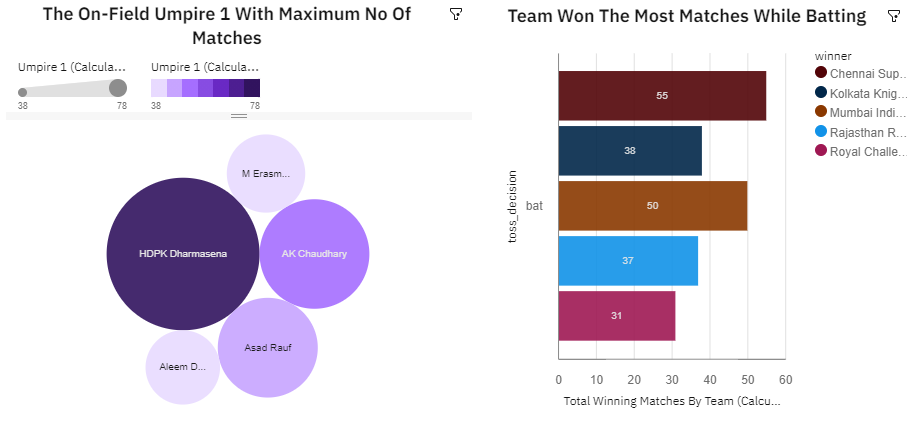 The On-Field Umpire 1 With Maximum No Of
Matches
Umpire 1 (Calcula...
38 78
Umpire 1 (Calcula...
38 78
M Erasm...
HDPK Dharmasena
AK Chaudhary
Asad Rauf
Aleem D...
Team Won The Most Matches While Batting
toss_decision
bat
55
38
50
37
31
0 10 20 30 40 50 60
Total Winning Matches By Team (Calcu...
winner
Chennai Sup...
Kolkata Knig...
Mumbai Indi...
Rajasthan R...
Royal Challe...